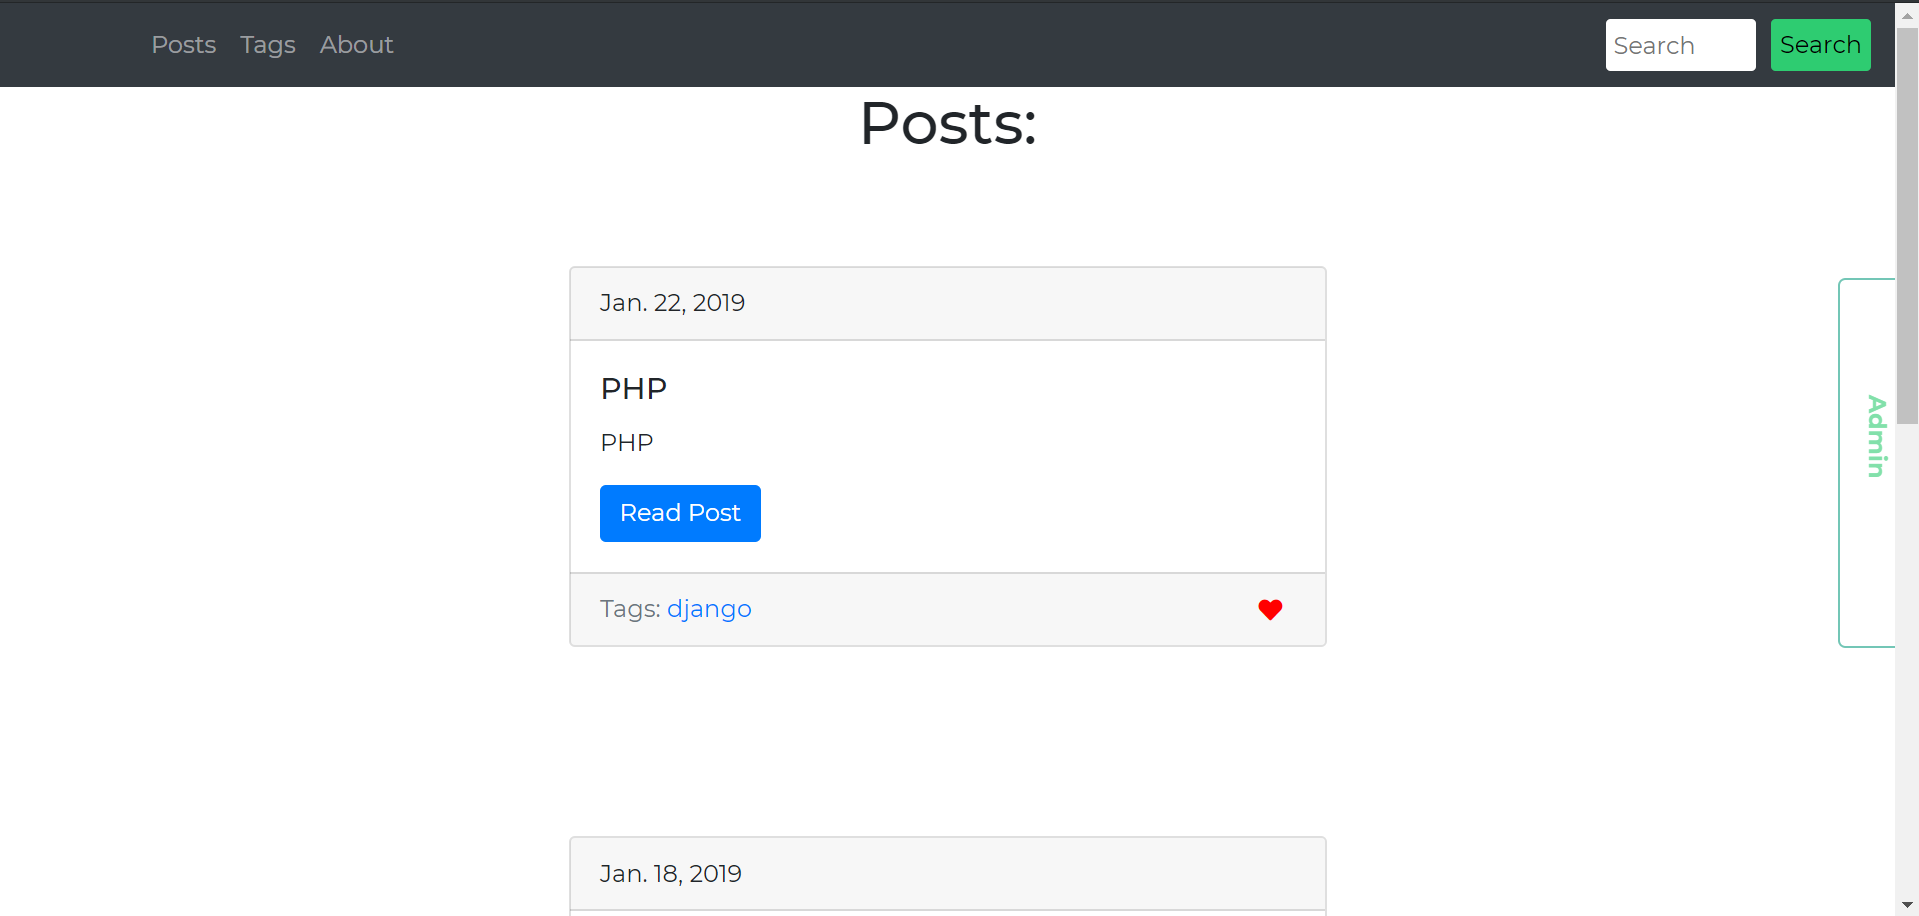 Posts Tags About Search Search
Posts:
Jan. 22, 2019
PHP
PHP
Read Post
Tags: django
Admin
Jan. 18, 2019